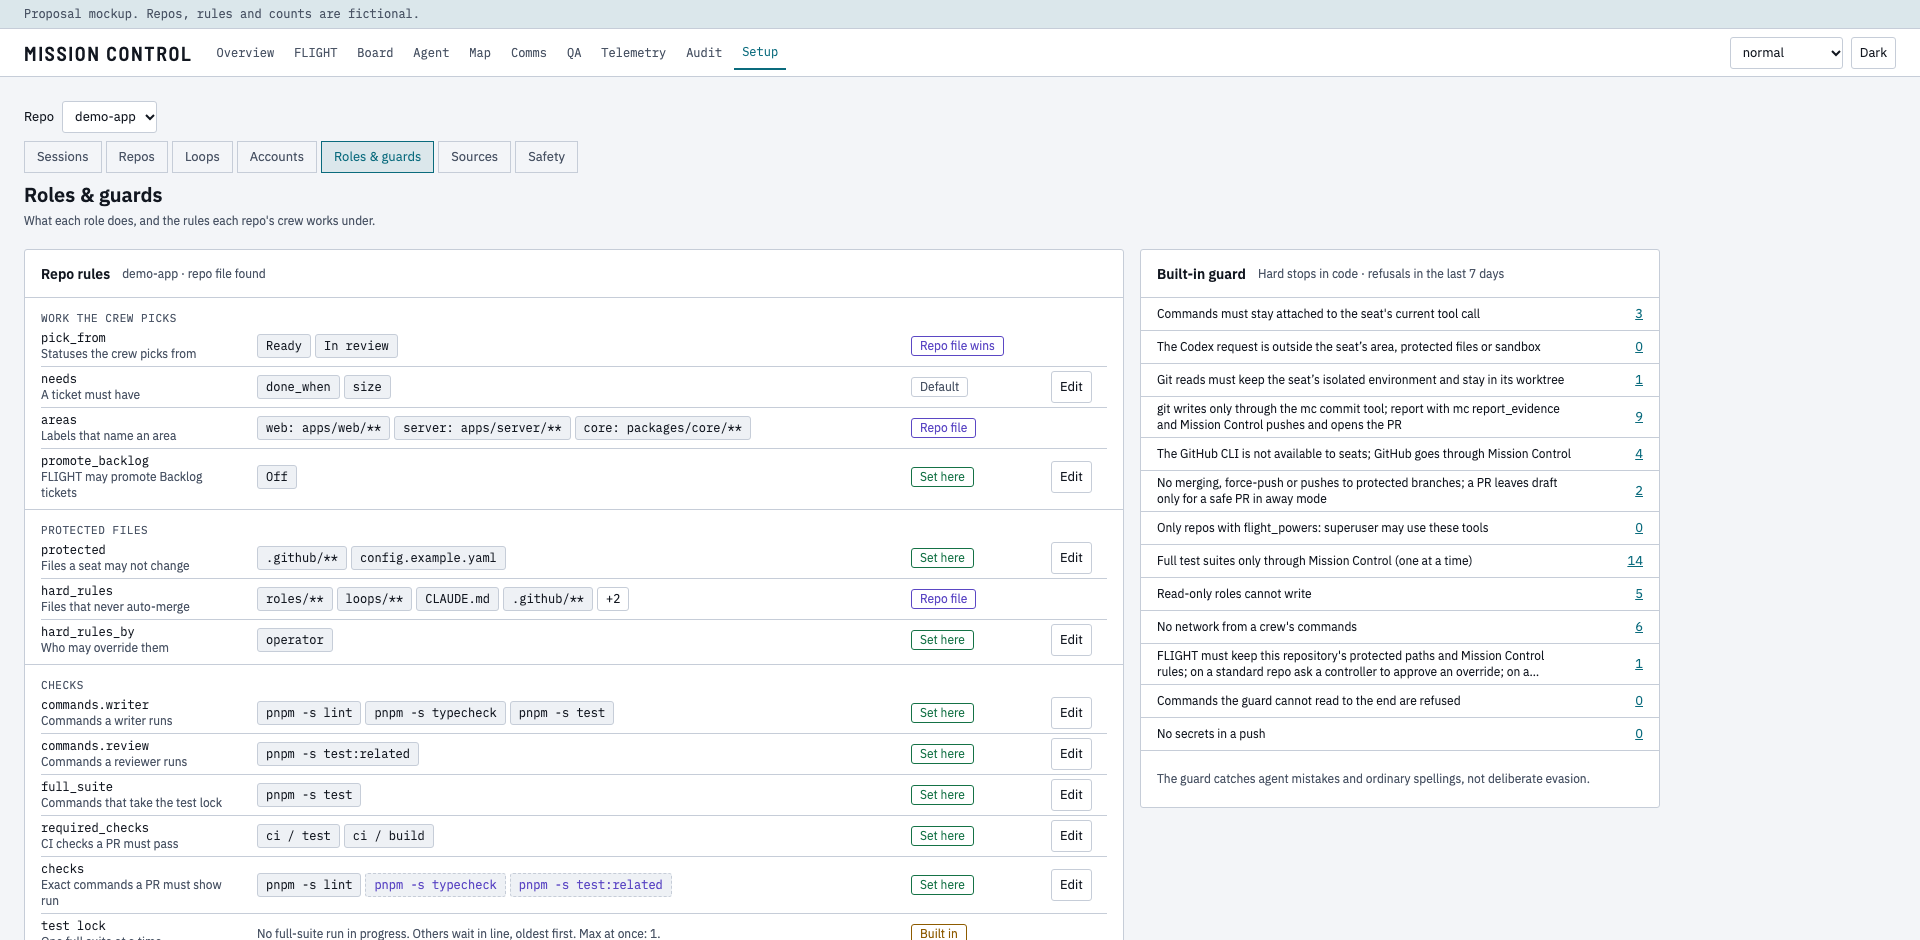 Proposal mockup. Repos, rules and counts are fictional.
MISSION CONTROL
Overview FLIGHT Board Agent Map Comms QA Telemetry Audit Setup
normal
Dark
Repo demo-app
Sessions Repos Loops Accounts Roles & guards Sources Safety
Roles & guards
What each role does, and the rules each repo's crew works under.
Repo rules demo-app · repo file found
WORK THE CREW PICKS
pick_from
Statuses the crew picks from
Ready In review
Repo file wins
needs
A ticket must have
done_when size
Default
Edit
areas
Labels that name an area
web: apps/web/** server: apps/server/** core: packages/core/**
Repo file
promote_backlog
FLIGHT may promote Backlog
tickets
Off
Set here
Edit
PROTECTED FILES
protected
Files a seat may not change
.github/** config.example.yaml
Set here
Edit
hard_rules
Files that never auto-merge
roles/** loops/** CLAUDE.md .github/** +2
Repo file
hard_rules_by
Who may override them
operator
Set here
Edit
CHECKS
commands.writer
Commands a writer runs
pnpm -s lint pnpm -s typecheck pnpm -s test
Set here
Edit
commands.review
Commands a reviewer runs
pnpm -s test:related
Set here
Edit
full_suite
Commands that take the test lock
pnpm -s test
Set here
Edit
required_checks
CI checks a PR must pass
ci / test ci / build
Set here
Edit
checks
Exact commands a PR must show
run
pnpm -s lint pnpm -s typecheck pnpm -s test:related
Set here
Edit
test lock
No full-suite run in progress. Others wait in line, oldest first. Max at once: 1.
Built in
Built-in guard Hard stops in code · refusals in the last 7 days
Commands must stay attached to the seat's current tool call 3
The Codex request is outside the seat’s area, protected files or sandbox 0
Git reads must keep the seat’s isolated environment and stay in its worktree 1
git writes only through the mc commit tool; report with mc report_evidence
and Mission Control pushes and opens the PR 9
The GitHub CLI is not available to seats; GitHub goes through Mission Control 4
No merging, force-push or pushes to protected branches; a PR leaves draft
only for a safe PR in away mode 2
Only repos with flight_powers: superuser may use these tools 0
Full test suites only through Mission Control (one at a time) 14
Read-only roles cannot write 5
No network from a crew's commands 6
FLIGHT must keep this repository's protected paths and Mission Control
rules; on a standard repo ask a controller to approve an override; on a... 1
Commands the guard cannot read to the end are refused 0
No secrets in a push 0
The guard catches agent mistakes and ordinary spellings, not deliberate evasion.